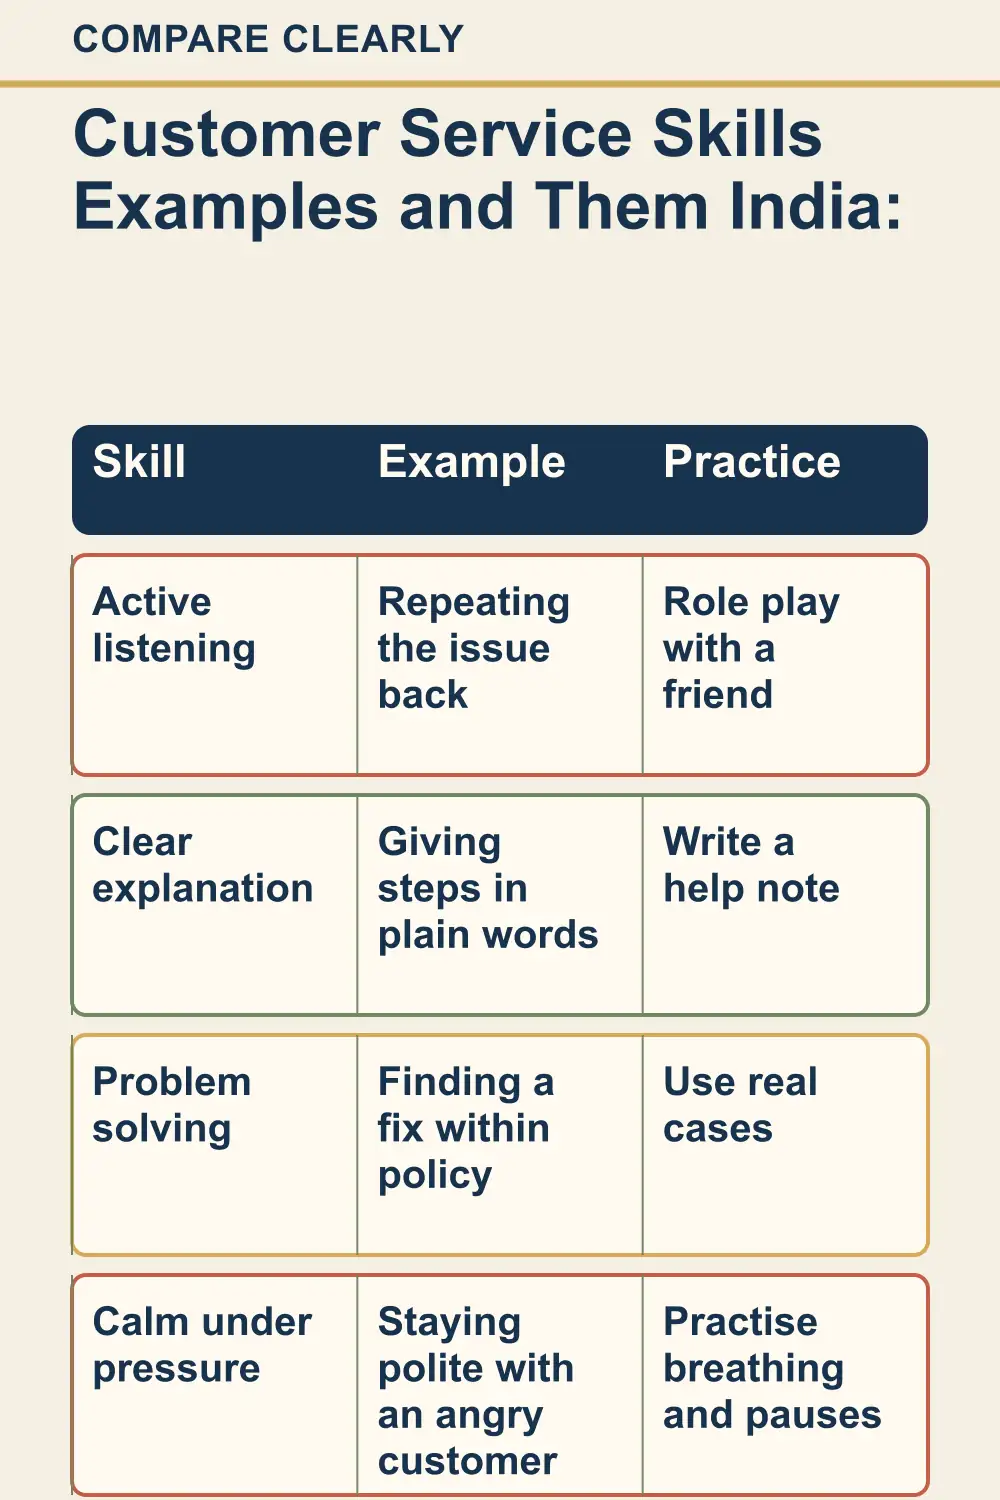 COMPARE CLEARLY
Customer Service Skills
Examples and Them India:
Skill Example Practice
Active
listening
Repeating
the issue
back
Role play
with a
friend
Clear
explanation
Giving
steps in
plain words
Write a
help note
Problem
solving
Finding a
fix within
policy
Use real
cases
Calm under
pressure
Staying
polite with
an angry
customer
Practise
breathing
and pauses